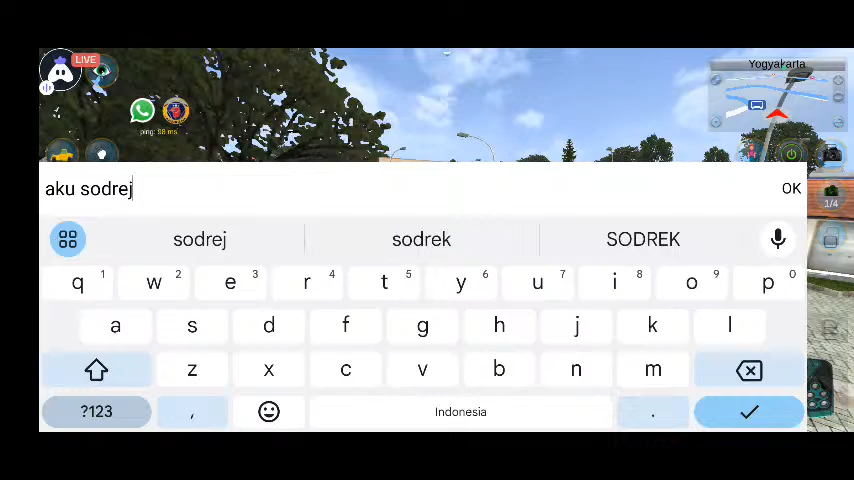 LIVE
Yogyakarta
ping: 98 ms
1/4
aku sodrej
OK
sodrej sodrek SODREK
q 1 w 2 e 3 r 4 t 5 y 6 u 7 i 8 o 9 p 0
a s d f g h j k l
z x c v b n m
?123 , Indonesia .